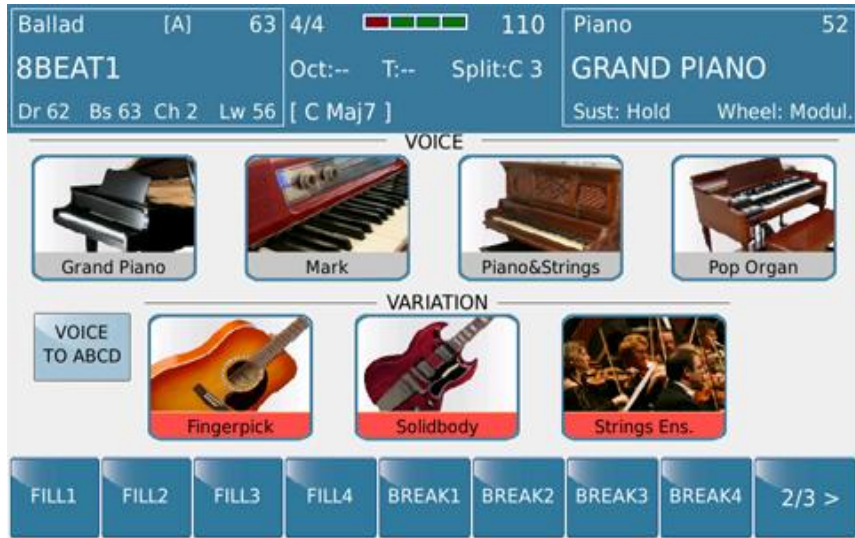 Ballad [A] 63
8BEAT1
Dr 62 Bs 63 Ch 2 Lw 56
4/4 110
Oct:-- T:-- Split:C 3
[ C Maj7 ]
Piano 52
GRAND PIANO
Sust: Hold Wheel: Modul.
VOICE
Grand Piano Mark Piano&Strings Pop Organ
VARIATION
VOICE
TO ABCD
Fingerpick Solidbody Strings Ens.
FILL1 FILL2 FILL3 FILL4 BREAK1 BREAK2 BREAK3 BREAK4 2/3 >